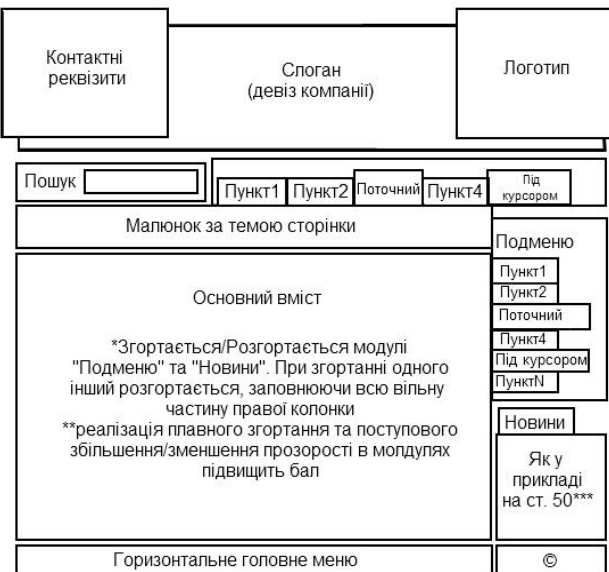 Контактні
реквізити
Слоган
(девіз компанії)
Логотип
Пошук
Пункт1
Пункт2
Поточний
Пункт4
Під
курсором
Малюнок за темою сторінки
Подменю
Пункт1
Пункт2
Поточний
Пункт4
Під курсором
ПунктN
Основний вміст
*Згортається/Розгортається модулі
"Подменю" та "Новини". При згортанні одного
інший розгортається, заповнюючи всю вільну
частину правої колонки
**реалізація плавного згортання та поступового
збільшення/зменшення прозорості в молдулях
підвищить бал
Новини
Як у
прикладі
на ст. 50***
Горизонтальне головне меню
©